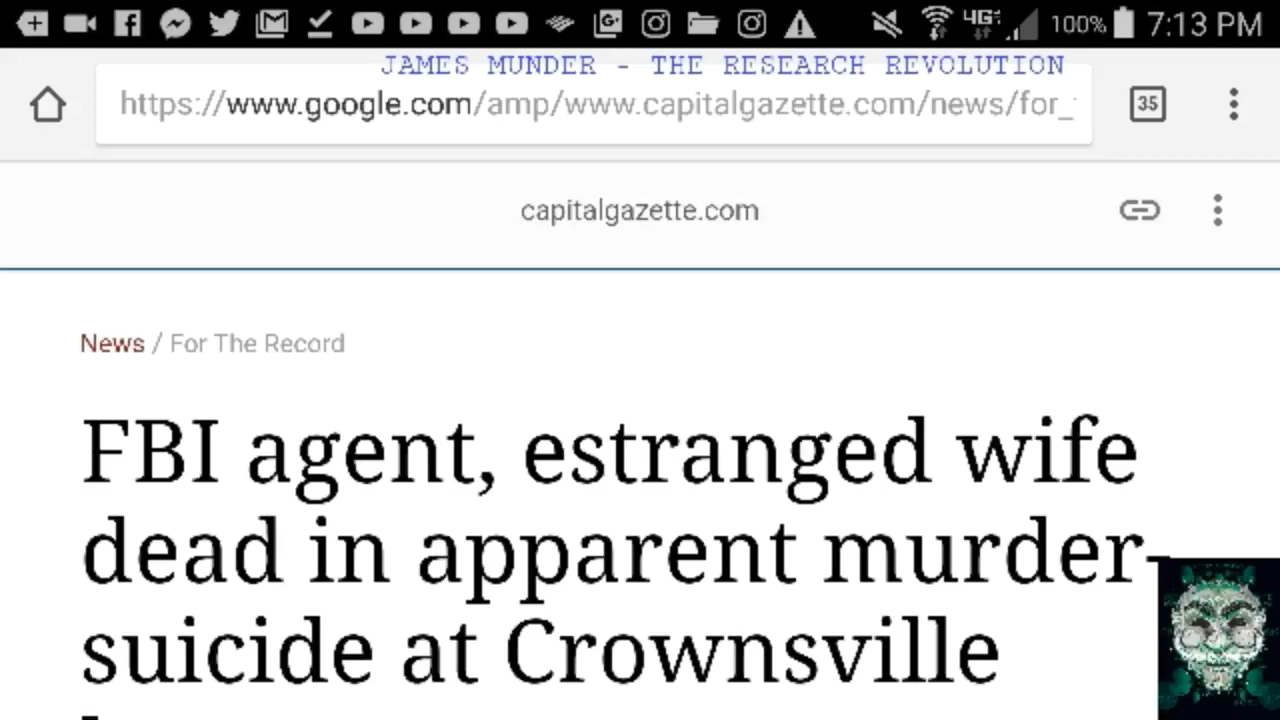 4G
100%
7:13 PM
JAMES MUNDER - THE RESEARCH REVOLUTION
https://www.google.com/amp/www.capitalgazette.com/news/for_
35
capitalgazette.com
News / For The Record
FBI agent, estranged wife
dead in apparent murder-
suicide at Crownsville